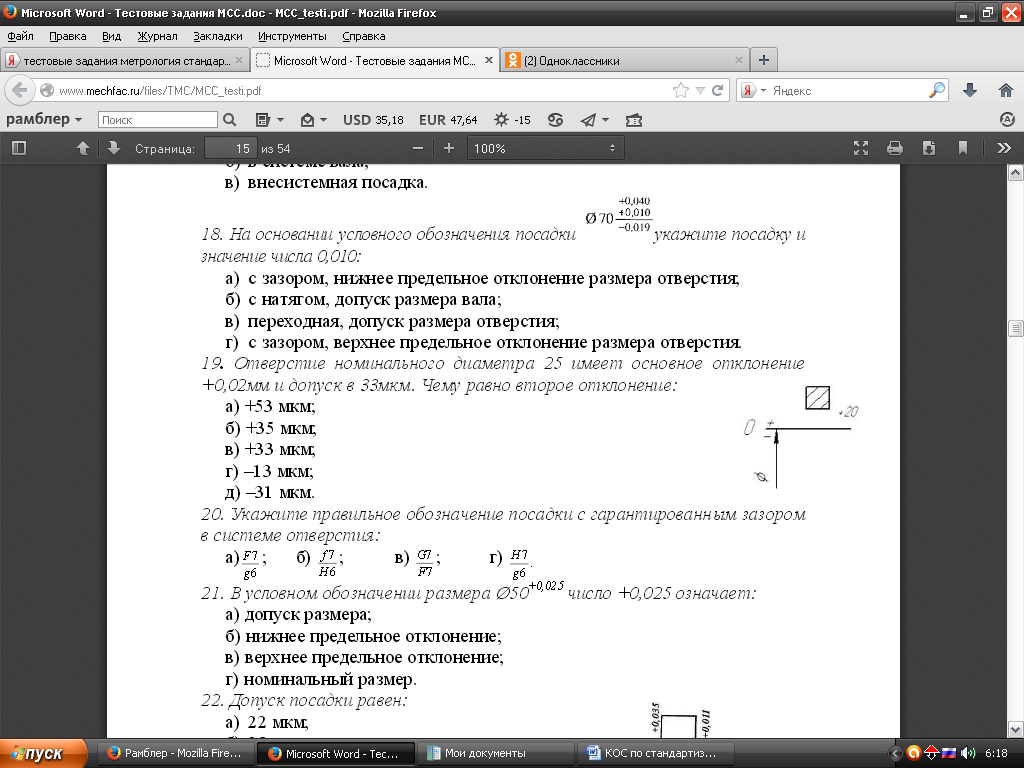 Microsoft Word - Тестовые задания МСС.doc - MCC_testi.pdf - Mozilla Firefox
Файл Правка Вид Журнал Закладки Инструменты Справка
тестовые задания метрология стандар... Microsoft Word - Тестовые задания МС... (2) Одноклассники
www.mechfac.ru/files/TMC/MCC_testi.pdf Яндекс
рамблер Поиск USD 35,18 EUR 47,64 -15
Страница: 15 из 54 100%
б) в системе вала;
в) внесистемная посадка.
+0,040
Ø70 +0,010
−0,019
18. На основании условного обозначения посадки укажите посадку и
значение числа 0,010:
а) с зазором, нижнее предельное отклонение размера отверстия;
б) с натягом, допуск размера вала;
в) переходная, допуск размера отверстия;
г) с зазором, верхнее предельное отклонение размера отверстия.
19. Отверстие номинального диаметра 25 имеет основное отклонение
+0,02мм и допуск в 33мкм. Чему равно второе отклонение:
а) +53 мкм;
б) +35 мкм;
в) +33 мкм;
г) –13 мкм;
д) –31 мкм.
+20
0 +
−
ϕ
20. Укажите правильное обозначение посадки с гарантированным зазором
в системе отверстия:
а) F7/g6 ; б) f7/H6 ; в) G7/F7 ; г) H7/g6 .
21. В условном обозначении размера Ø50+0,025 число +0,025 означает:
а) допуск размера;
б) нижнее предельное отклонение;
в) верхнее предельное отклонение;
г) номинальный размер.
22. Допуск посадки равен:
а) 22 мкм;
+0,035
+0,011
пуск Рамблер - Mozilla Fire... Microsoft Word - Тес... Мои документы КОС по стандартиз... 6:18